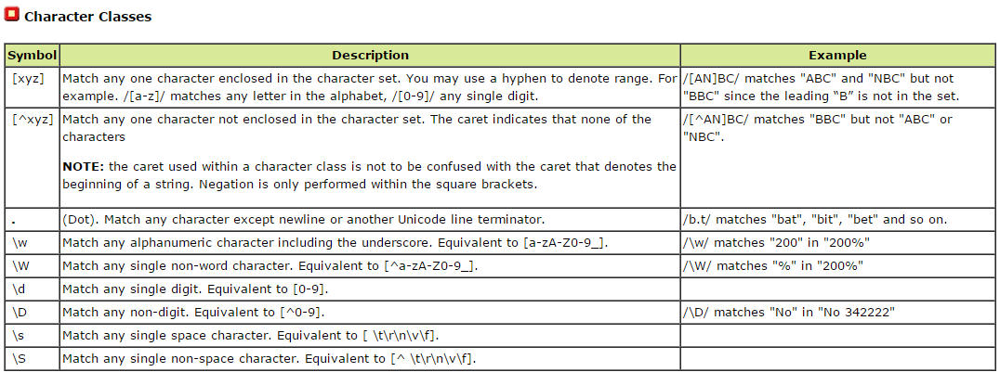 Character Classes
Symbol Description Example
[xyz] Match any one character enclosed in the character set. You may use a hyphen to denote range. For /[AN]BC/ matches "ABC" and "NBC" but not
example. /[a-z]/ matches any letter in the alphabet, /[0-9]/ any single digit. "BBC" since the leading “B” is not in the set.
[^xyz] Match any one character not enclosed in the character set. The caret indicates that none of the /[^AN]BC/ matches "BBC" but not "ABC" or
characters "NBC".
NOTE: the caret used within a character class is not to be confused with the caret that denotes the
beginning of a string. Negation is only performed within the square brackets.
. (Dot). Match any character except newline or another Unicode line terminator. /b.t/ matches "bat", "bit", "bet" and so on.
\w Match any alphanumeric character including the underscore. Equivalent to [a-zA-Z0-9_]. /\w/ matches "200" in "200%"
\W Match any single non-word character. Equivalent to [^a-zA-Z0-9_]. /\W/ matches "%" in "200%"
\d Match any single digit. Equivalent to [0-9].
\D Match any non-digit. Equivalent to [^0-9]. /\D/ matches "No" in "No 342222"
\s Match any single space character. Equivalent to [ \t\r\n\v\f].
\S Match any single non-space character. Equivalent to [^ \t\r\n\v\f].